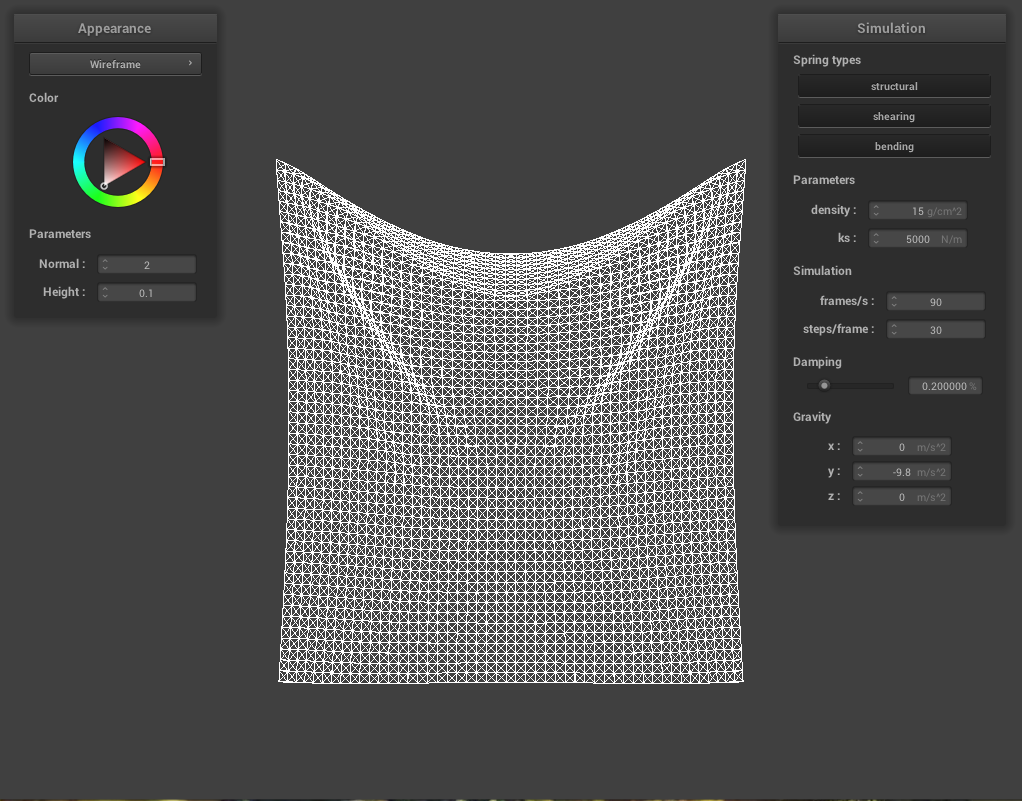 Appearance
Wireframe
Color
Parameters
Normal : 2
Height : 0.1
Simulation
Spring types
structural
shearing
bending
Parameters
density : 15 g/cm^2
ks : 5000 N/m
Simulation
frames/s : 90
steps/frame : 30
Damping
0.200000 %
Gravity
x : 0 m/s^2
y : -9.8 m/s^2
z : 0 m/s^2